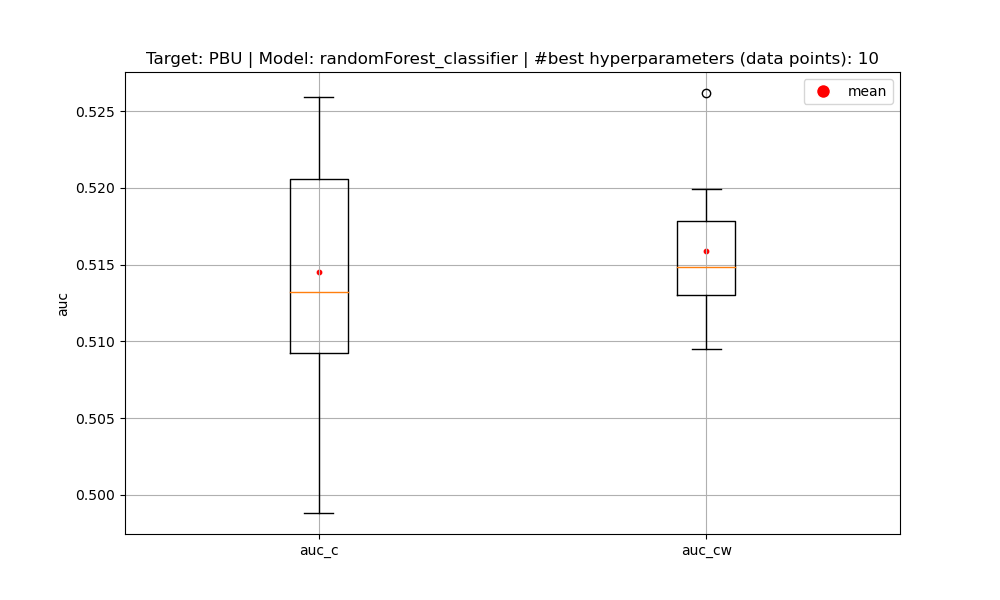 Target: PBU | Model: randomForest_classifier | #best hyperparameters (data points): 10
mean
0.525
0.520
0.515
0.510
0.505
0.500
auc
auc_c
auc_cw